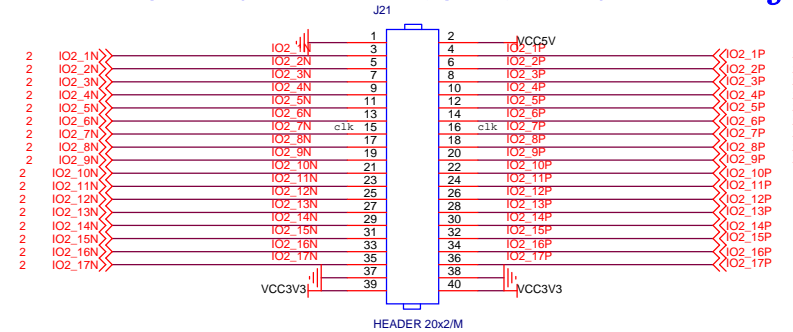 J21
1 2 VCC5V
2 IO2_1N IO2_1N 3 4 IO2_1P IO2_1P
2 IO2_2N IO2_2N 5 6 IO2_2P IO2_2P
2 IO2_3N IO2_3N 7 8 IO2_3P IO2_3P
2 IO2_4N IO2_4N 9 10 IO2_4P IO2_4P
2 IO2_5N IO2_5N 11 12 IO2_5P IO2_5P
2 IO2_6N IO2_6N 13 14 IO2_6P IO2_6P
2 IO2_7N IO2_7N clk 15 16 clk IO2_7P IO2_7P
2 IO2_8N IO2_8N 17 18 IO2_8P IO2_8P
2 IO2_9N IO2_9N 19 20 IO2_9P IO2_9P
2 IO2_10N IO2_10N 21 22 IO2_10P IO2_10P
2 IO2_11N IO2_11N 23 24 IO2_11P IO2_11P
2 IO2_12N IO2_12N 25 26 IO2_12P IO2_12P
2 IO2_13N IO2_13N 27 28 IO2_13P IO2_13P
2 IO2_14N IO2_14N 29 30 IO2_14P IO2_14P
2 IO2_15N IO2_15N 31 32 IO2_15P IO2_15P
2 IO2_16N IO2_16N 33 34 IO2_16P IO2_16P
2 IO2_17N IO2_17N 35 36 IO2_17P IO2_17P
37 38
VCC3V3 39 40 VCC3V3
HEADER 20x2/M